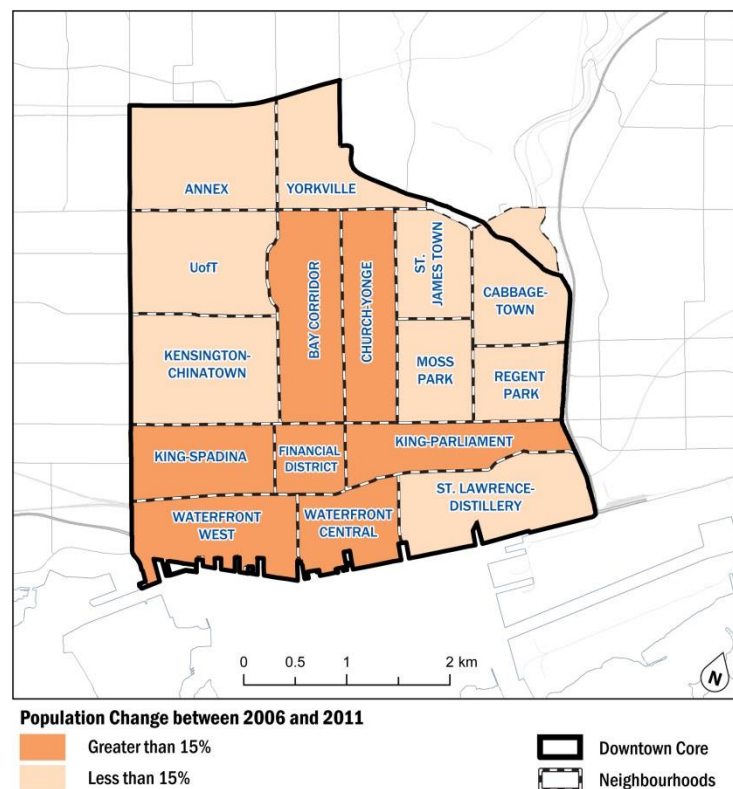 ANNEX
YORKVILLE
UofT
BAY CORRIDOR
CHURCH-YONGE
ST.
JAMES TOWN
CABBAGE-
TOWN
KENSINGTON-
CHINATOWN
MOSS
PARK
REGENT
PARK
KING-SPADINA
FINANCIAL
DISTRICT
KING-PARLIAMENT
WATERFRONT
WEST
WATERFRONT
CENTRAL
ST. LAWRENCE-
DISTILLERY
0 0.5 1 2 km
N
Population Change between 2006 and 2011
Greater than 15%
Less than 15%
Downtown Core
Neighbourhoods